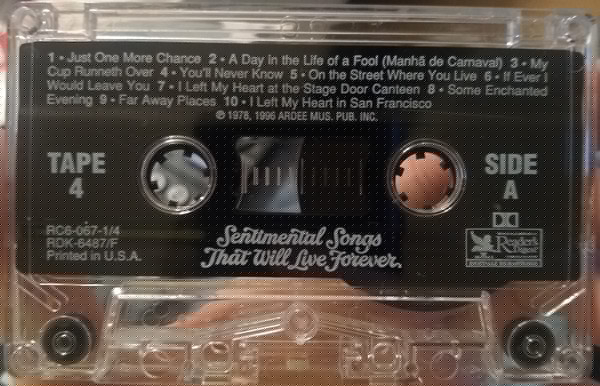 1 • Just One More Chance 2 • A Day in the Life of a Fool (Manhã de Carnaval) 3 • My
Cup Runneth Over 4 • You'll Never Know 5 • On the Street Where You Live 6 • If Ever I
Would Leave You 7 • I Left My Heart at the Stage Door Canteen 8 • Some Enchanted
Evening 9 • Far Away Places 10 • I Left My Heart in San Francisco
℗ © 1978, 1996 ARDEE MUS. PUB. INC.
TAPE
4
SIDE
A
RC6-067-1/4
RDK-6487/F
Printed in U.S.A.
Sentimental Songs
That Will Live Forever
Reader's
Digest
DIGITALLY REMASTERED